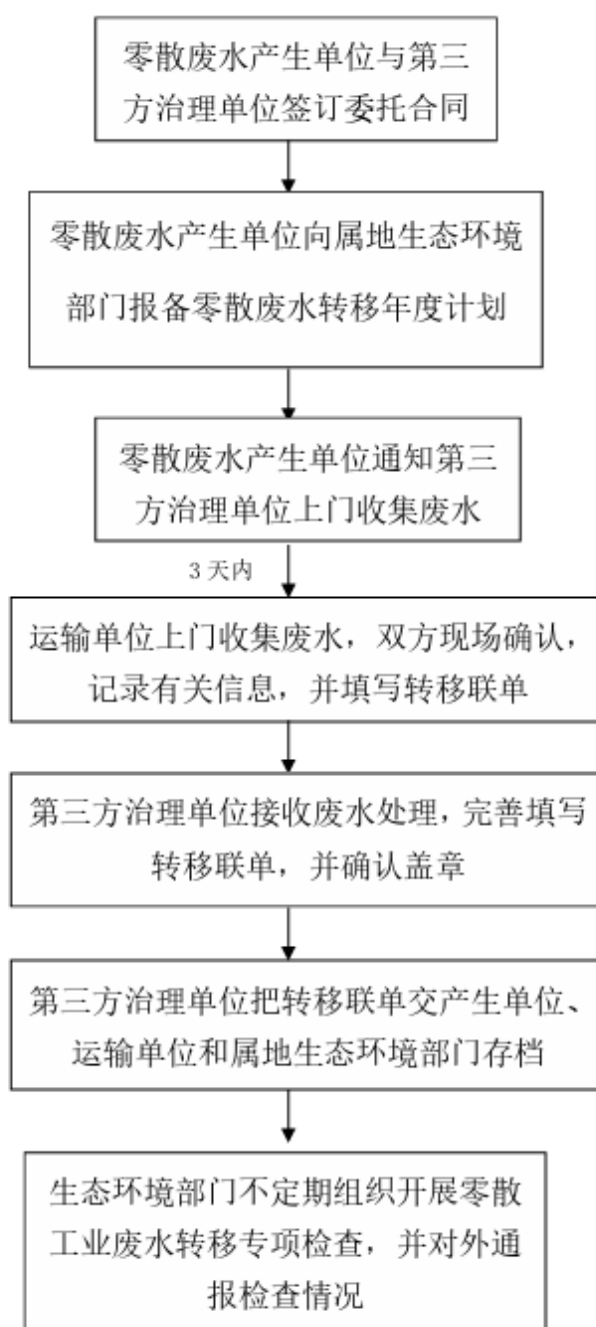 零散废水产生单位与第三
方治理单位签订委托合同
零散废水产生单位向属地生态环境
部门报备零散废水转移年度计划
零散废水产生单位通知第三
方治理单位上门收集废水
3 天内
运输单位上门收集废水，双方现场确认，
记录有关信息，并填写转移联单
第三方治理单位接收废水处理，完善填写
转移联单，并确认盖章
第三方治理单位把转移联单交产生单位、
运输单位和属地生态环境部门存档
生态环境部门不定期组织开展零散
工业废水转移专项检查，并对外通
报检查情况